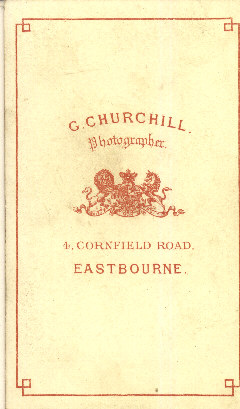 G. CHURCHILL.
Photographer.
4, CORNFIELD ROAD.
EASTBOURNE.